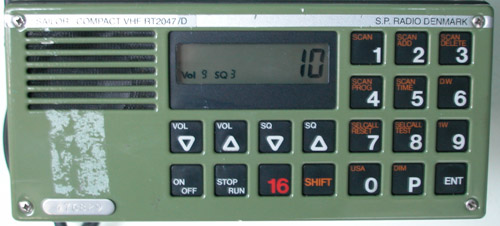 SAILOR COMPACT VHF RT2047/D S.P. RADIO DENMARK
10
Vol 9 SQ 3
SCAN 1 SCAN ADD 2 SCAN DELETE 3
SCAN PROG 4 SCAN TIME 5 DW 6
VOL ▽ VOL △ SQ ▽ SQ △ SELCALL RESET 7 SELCALL TEST 8 1W 9
ON OFF STOP RUN 16 SHIFT USA 0 DIM P ENT